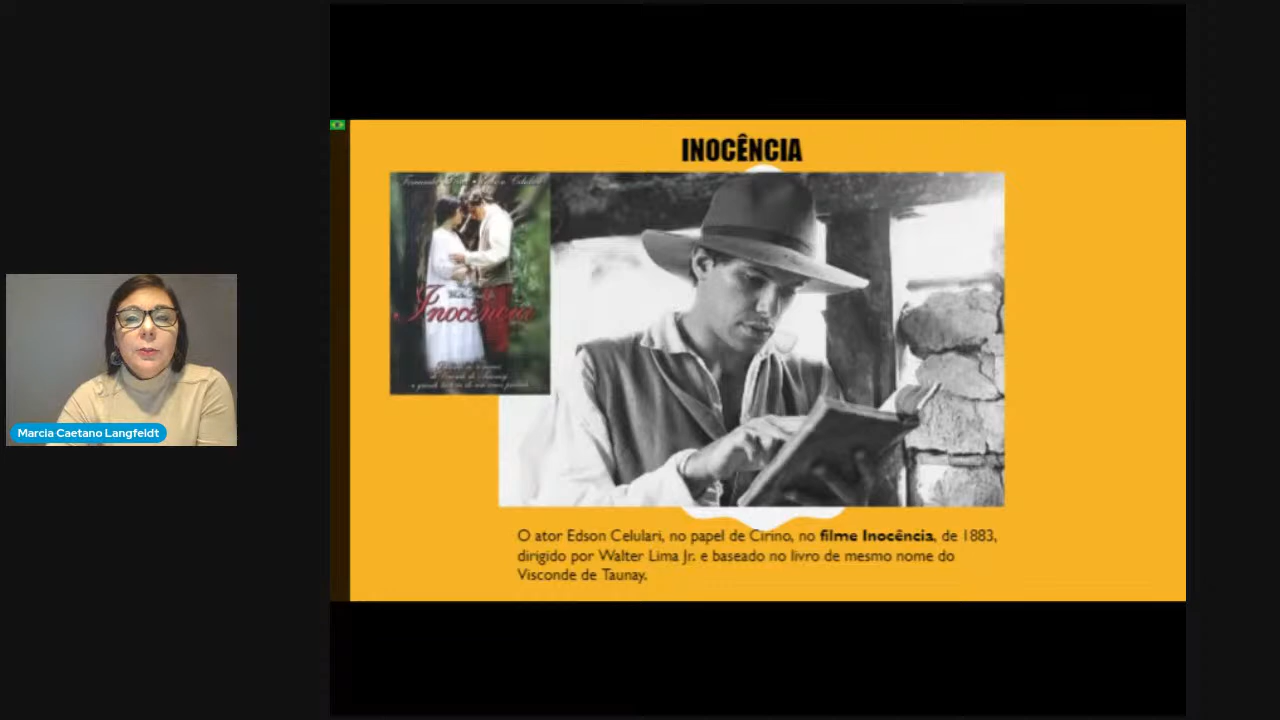 INOCÊNCIA
Inocência
O ator Edson Celulari, no papel de Cirino, no filme Inocência, de 1883,
dirigido por Walter Lima Jr. e baseado no livro de mesmo nome do
Visconde de Taunay.
Marcia Caetano Langfeldt